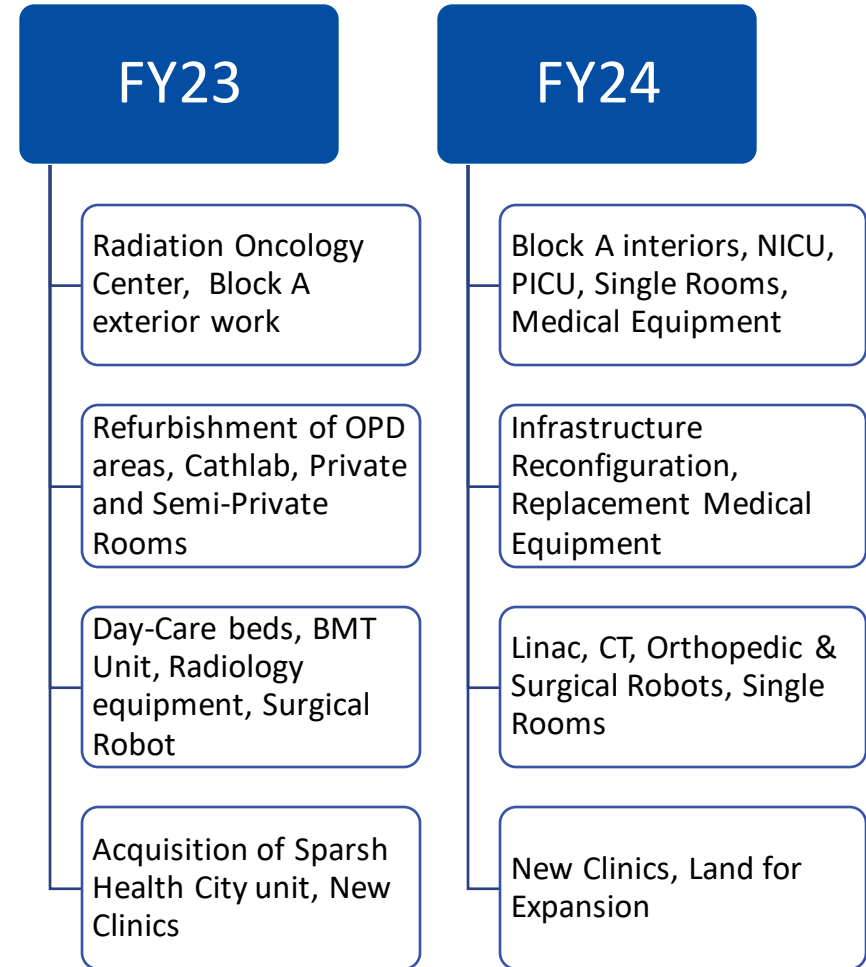 FY23
Radiation Oncology
Center, Block A
exterior work
Refurbishment of OPD
areas, Cathlab, Private
and Semi-Private
Rooms
Day-Care beds, BMT
Unit, Radiology
equipment, Surgical
Robot
Acquisition of Sparsh
Health City unit, New
Clinics
FY24
Block A interiors, NICU,
PICU, Single Rooms,
Medical Equipment
Infrastructure
Reconfiguration,
Replacement Medical
Equipment
Linac, CT, Orthopedic &
Surgical Robots, Single
Rooms
New Clinics, Land for
Expansion